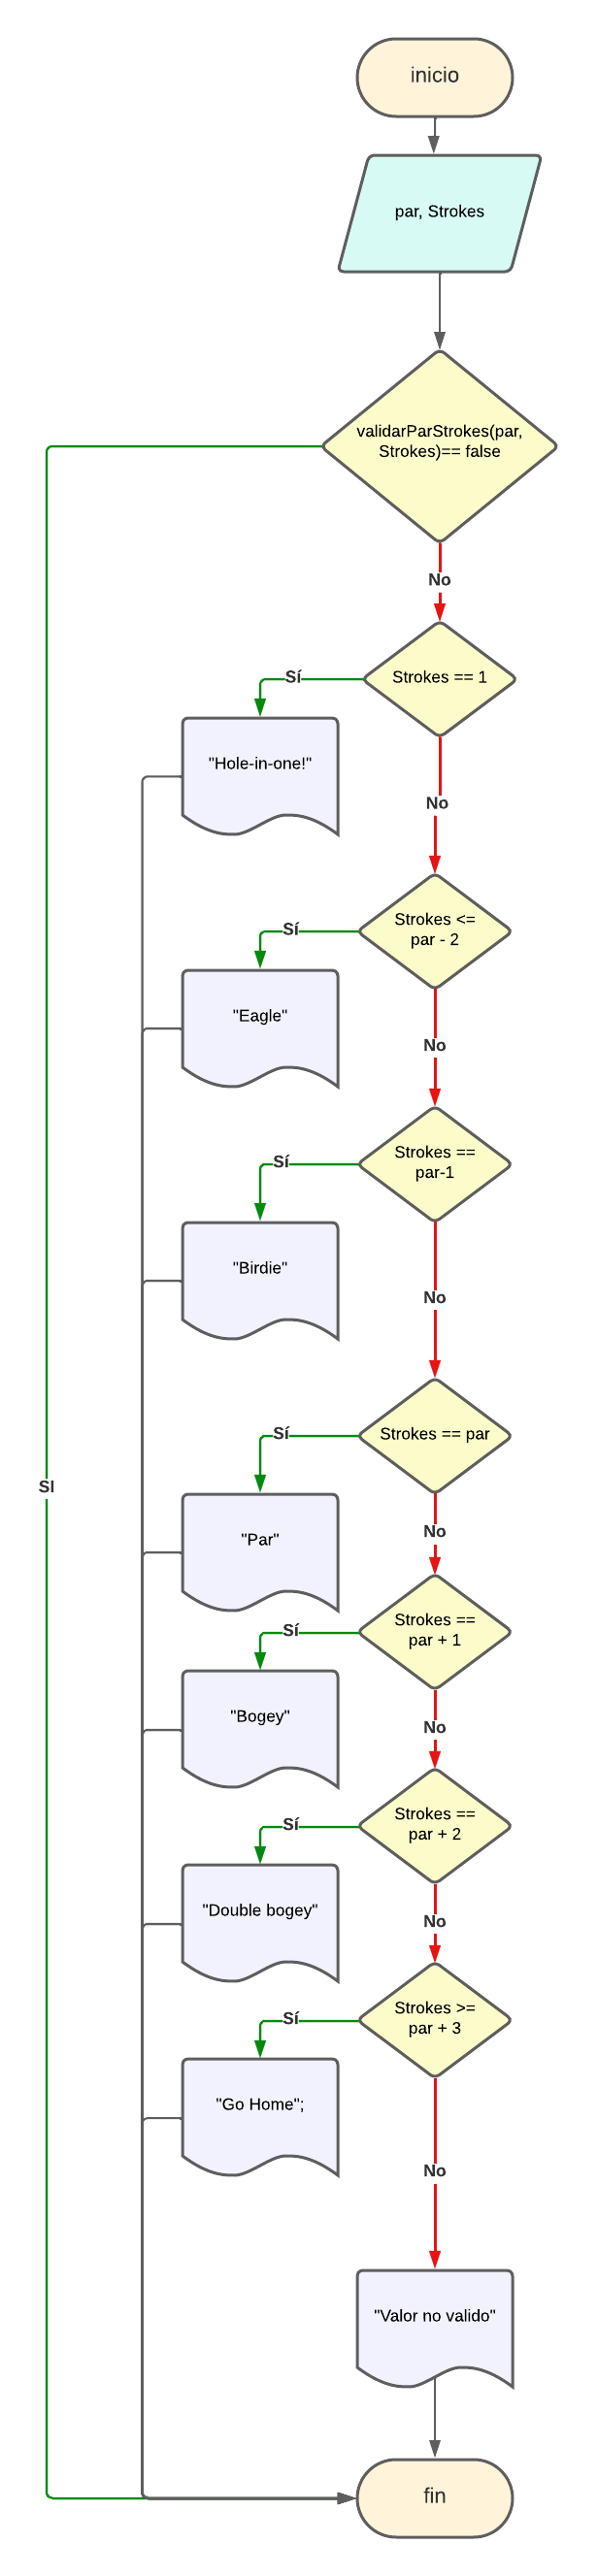 inicio
par, Strokes
validarParStrokes(par,
Strokes)== false
No
Strokes == 1
Sí
"Hole-in-one!"
No
Strokes <=
par - 2
Sí
"Eagle"
No
Strokes ==
par-1
Sí
"Birdie"
No
Strokes == par
Sí
SI
"Par"
No
Strokes ==
par + 1
Sí
"Bogey"
No
Strokes ==
par + 2
Sí
"Double bogey"
No
Strokes >=
par + 3
Sí
"Go Home";
No
"Valor no valido"
fin